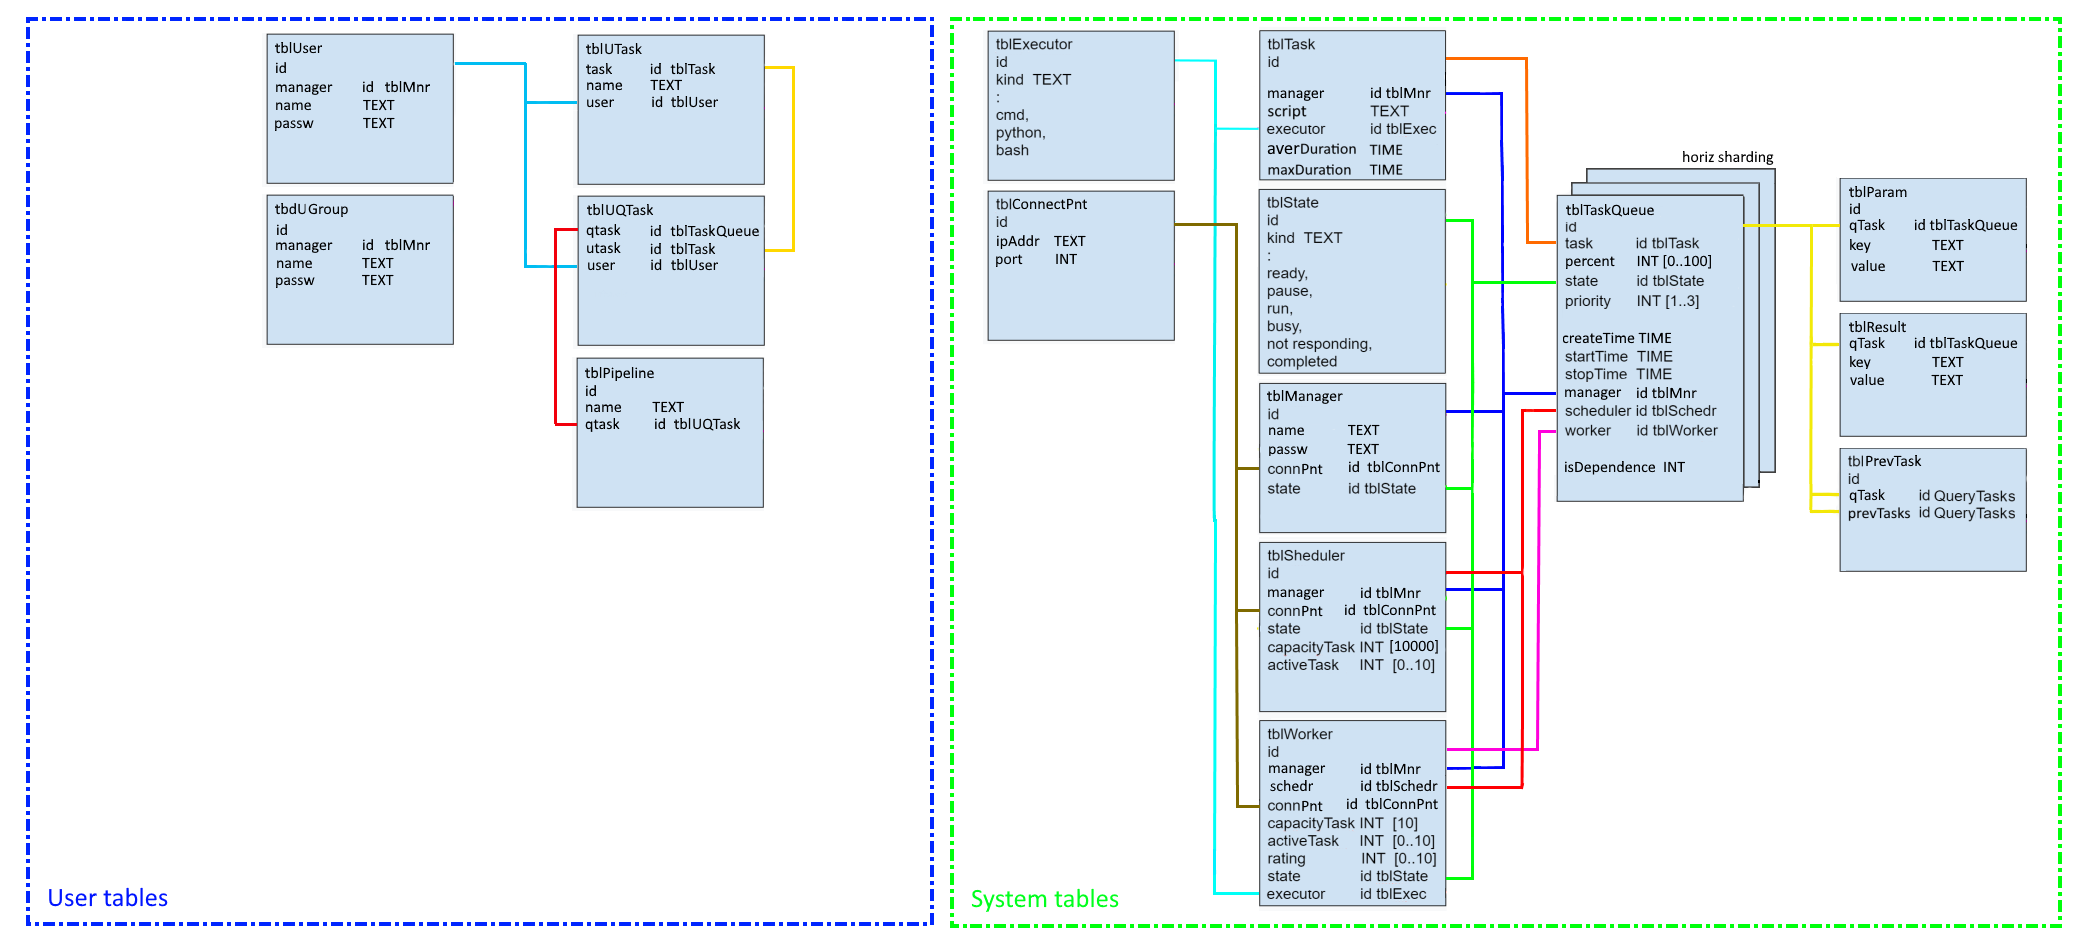 tblUser
id
manager id tblMnr
name TEXT
passw TEXT
tbdUGroup
id
manager id tblMnr
name TEXT
passw TEXT
tblUTask
task id tblTask
name TEXT
user id tblUser
tblUQTask
qtask id tblTaskQueue
utask id tblTask
user id tblUser
tblPipeline
id
name TEXT
qtask id tblUQTask
User tables
tblExecutor
id
kind TEXT
:
cmd,
python,
bash
tblConnectPnt
id
ipAddr TEXT
port INT
tblTask
id
manager id tblMnr
script TEXT
executor id tblExec
averDuration TIME
maxDuration TIME
tblState
id
kind TEXT
:
ready,
pause,
run,
busy,
not responding,
completed
tblManager
id
name TEXT
passw TEXT
connPnt id tblConnPnt
state id tblState
tblSheduler
id
manager id tblMnr
connPnt id tblConnPnt
state id tblState
capacityTask INT [10000]
activeTask INT [0..10]
tblWorker
id
manager id tblMnr
schedr id tblSchedr
connPnt id tblConnPnt
capacityTask INT [10]
activeTask INT [0..10]
rating INT [0..10]
state id tblState
executor id tblExec
horiz sharding
tblTaskQueue
id
task id tblTask
percent INT [0..100]
state id tblState
priority INT [1..3]
createTime TIME
startTime TIME
stopTime TIME
manager id tblMnr
scheduler id tblSchedr
worker id tblWorker
isDependence INT
tblParam
id
qTask id tblTaskQueue
key TEXT
value TEXT
tblResult
qTask id tblTaskQueue
key TEXT
value TEXT
tblPrevTask
id
qTask id QueryTasks
prevTasks id QueryTasks
System tables